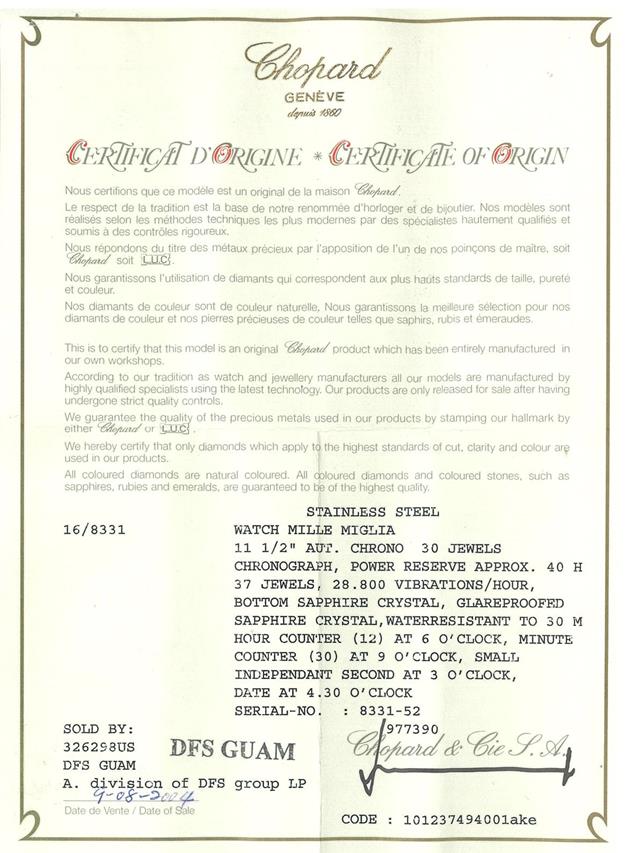 Chopard
GENÈVE
depuis 1860
CERTIFICAT D'ORIGINE * CERTIFICATE OF ORIGIN
Nous certifions que ce modèle est un original de la maison Chopard.
Le respect de la tradition est la base de notre renommée d'horloger et de bijoutier. Nos modèles sont
réalisés selon les méthodes techniques les plus modernes par des spécialistes hautement qualifiés et
soumis à des contrôles rigoureux.
Nous répondons du titre des métaux précieux par l'apposition de l'un de nos poinçons de maître, soit
Chopard soit L.U.C.
Nous garantissons l'utilisation de diamants qui correspondent aux plus hauts standards de taille, pureté
et couleur.
Nos diamants de couleur sont de couleur naturelle. Nous garantissons la meilleure sélection pour nos
diamants de couleur et nos pierres précieuses de couleur telles que saphirs, rubis et émeraudes.
This is to certify that this model is an original Chopard product which has been entirely manufactured in
our own workshops.
According to our tradition as watch and jewellery manufacturers all our models are manufactured by
highly qualified specialists using the latest technology. Our products are only released for sale after having
undergone strict quality controls.
We guarantee the quality of the precious metals used in our products by stamping our hallmark by
either Chopard or L.U.C.
We hereby certify that only diamonds which apply to the highest standards of cut, clarity and colour are
used in our products.
All coloured diamonds are natural coloured. All coloured diamonds and coloured stones, such as
sapphires, rubies and emeralds, are guaranteed to be of the highest quality.
STAINLESS STEEL
16/8331 WATCH MILLE MIGLIA
11 1/2" AUT. CHRONO 30 JEWELS
CHRONOGRAPH, POWER RESERVE APPROX. 40 H
37 JEWELS, 28.800 VIBRATIONS/HOUR,
BOTTOM SAPPHIRE CRYSTAL, GLAREPROOFED
SAPPHIRE CRYSTAL,WATERRESISTANT TO 30 M
HOUR COUNTER (12) AT 6 O'CLOCK, MINUTE
COUNTER (30) AT 9 O'CLOCK, SMALL
INDEPENDANT SECOND AT 3 O'CLOCK,
DATE AT 4.30 O'CLOCK
SERIAL-NO. : 8331-52
SOLD BY: 977390
326298US DFS GUAM Chopard & Cie S.A.
DFS GUAM
A. division of DFS group LP
9-08-2004
Date de Vente / Date of Sale
CODE : 101237494001ake